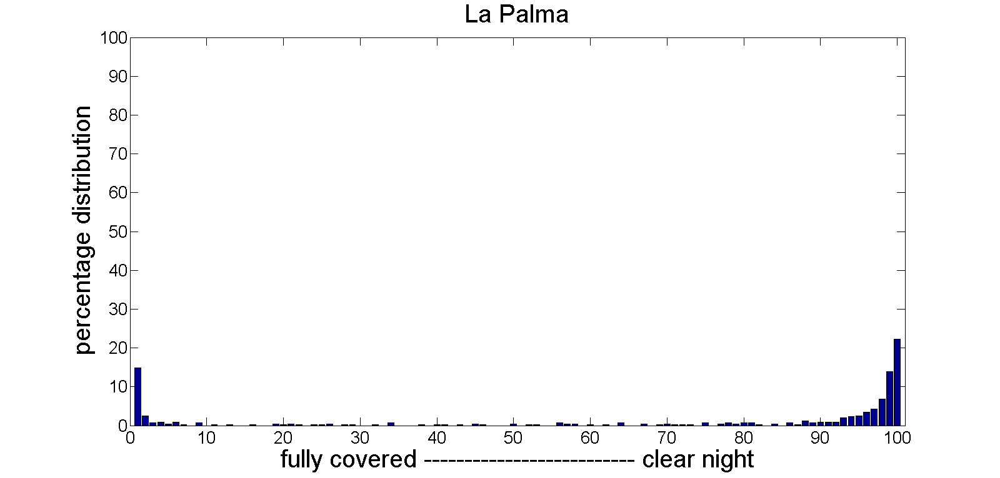 La Palma
100
90
80
70
60
50
40
30
20
10
0
percentage distribution
0 10 20 30 40 50 60 70 80 90 100
fully covered -------------------------- clear night